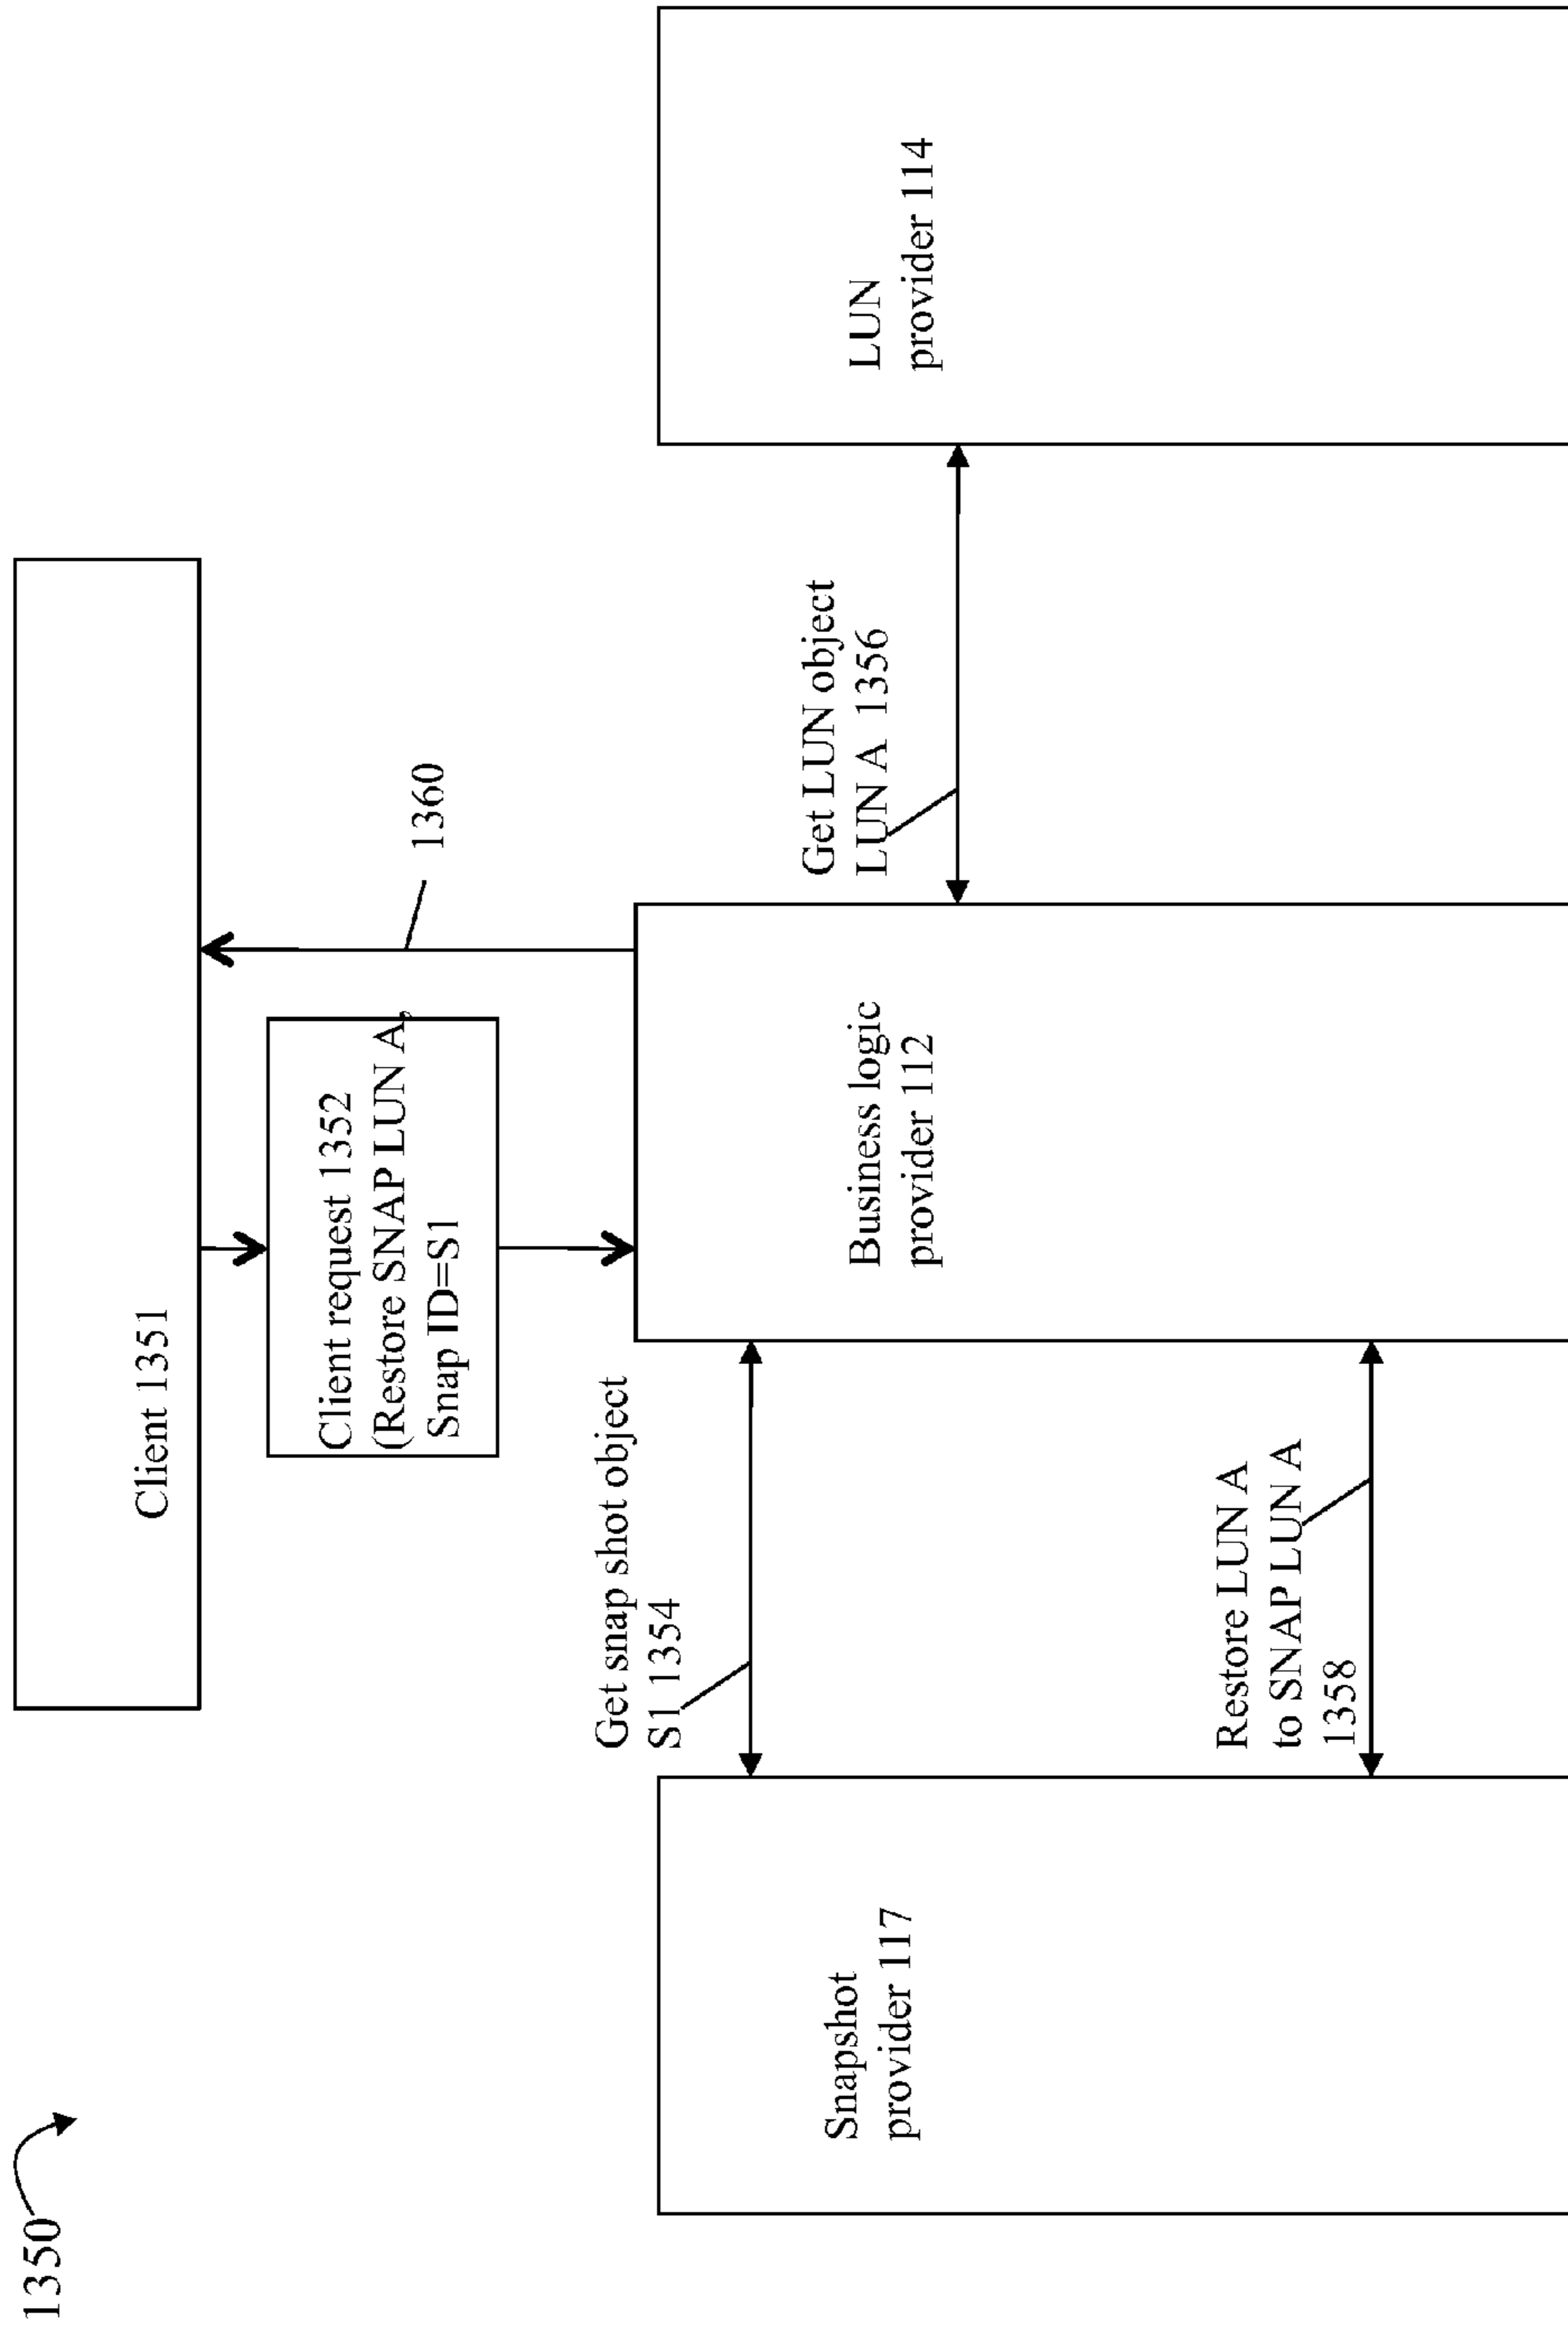 1350
Client 1351
Client request 1352
(Restore SNAP LUN A,
Snap ID=S1
1360
Get snap shot object
S1 1354
Get LUN object
LUN A 1356
Snapshot
provider 117
Business logic
provider 112
LUN
provider 114
Restore LUN A
to SNAP LUN A
1358